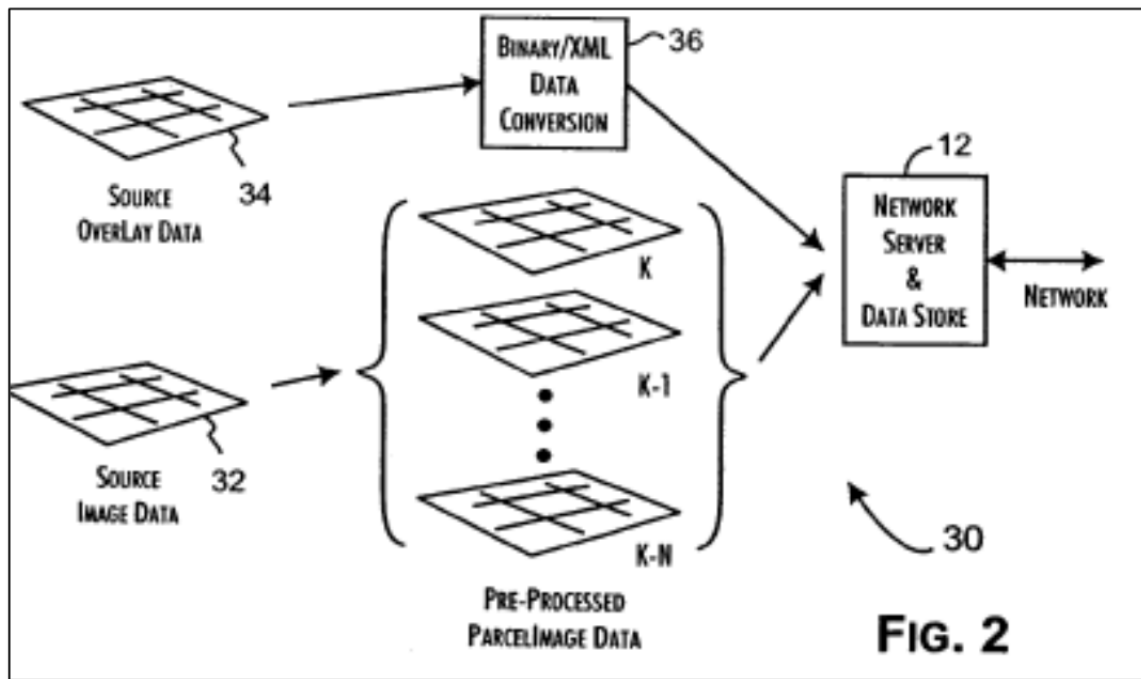 BINARY/XML
DATA
CONVERSION
36
34
SOURCE
OVERLAY DATA
12
NETWORK
SERVER
&
DATA STORE
NETWORK
K
K-1
K-N
32
SOURCE
IMAGE DATA
30
PRE-PROCESSED
PARCELIMAGE DATA
FIG. 2